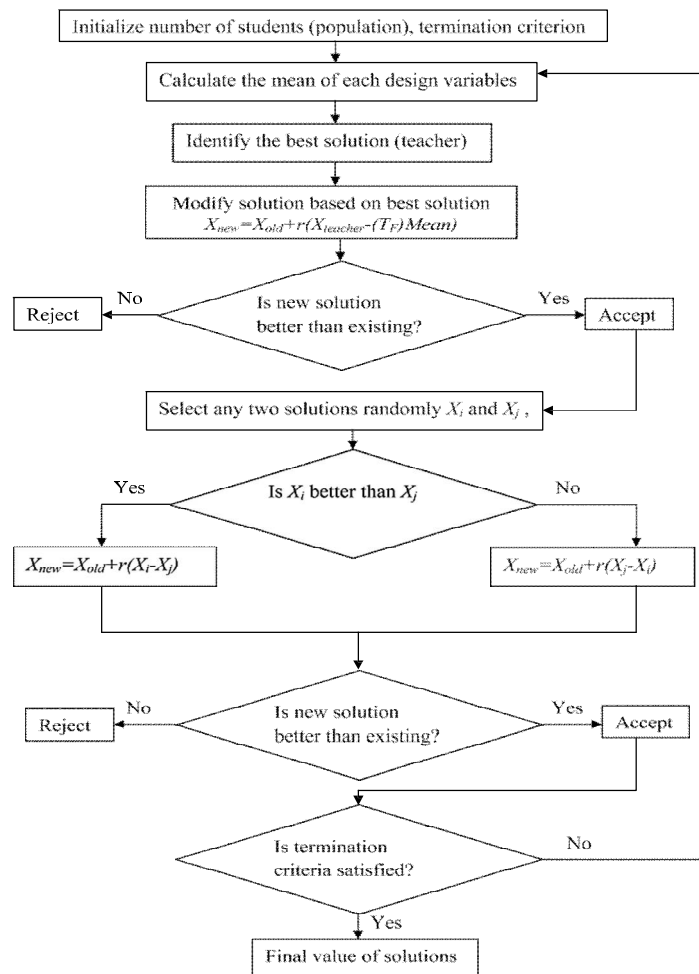 Initialize number of students (population), termination criterion
Calculate the mean of each design variables
Identify the best solution (teacher)
Modify solution based on best solution
Xnew=Xold+r(Xteacher-(TF)Mean)
No
Is new solution
better than existing?
Yes
Reject
Accept
Select any two solutions randomly Xi and Xj ,
Yes
Is Xi better than Xj
No
Xnew=Xold+r(Xi-Xj)
Xnew=Xold+r(Xj-Xi)
No
Is new solution
better than existing?
Yes
Reject
Accept
Is termination
criteria satisfied?
No
Yes
Final value of solutions